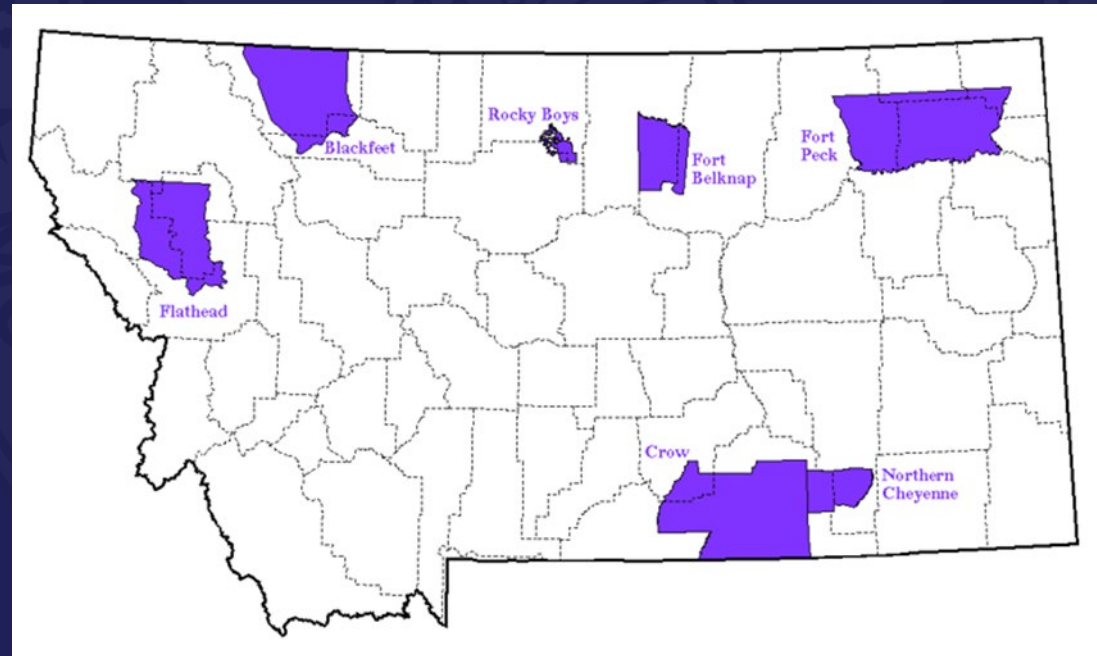 Rocky Boys
Blackfeet
Fort
Peck
Fort
Belknap
Flathead
Crow
Northern
Cheyenne